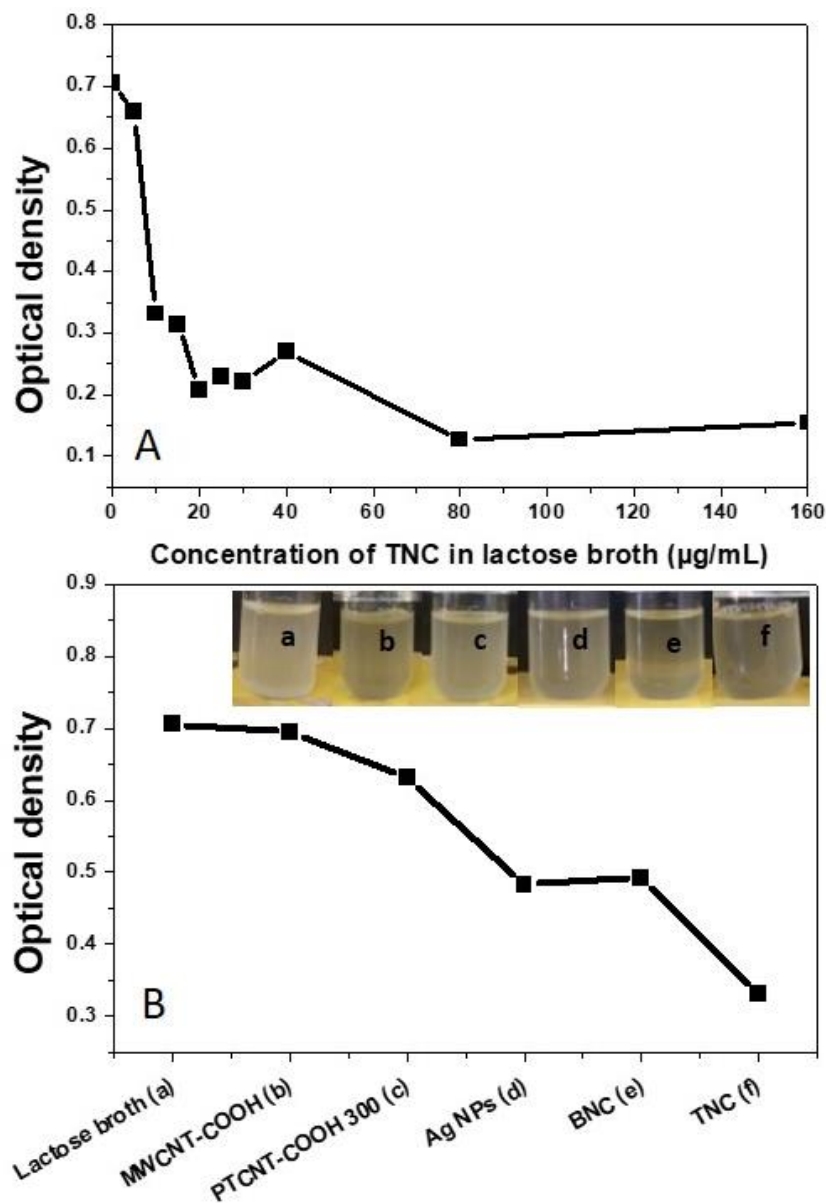 0.8
0.7
0.6
0.5
0.4
0.3
0.2
0.1
Optical density
A
0 20 40 60 80 100 120 140 160
Concentration of TNC in lactose broth (µg/mL)
0.9
0.8
0.7
0.6
0.5
0.4
0.3
Optical density
a b c d e f
B
Lactose broth (a)
MWCNT-COOH (b)
PTCNT-COOH 300 (c)
Ag NPs (d)
BNC (e)
TNC (f)